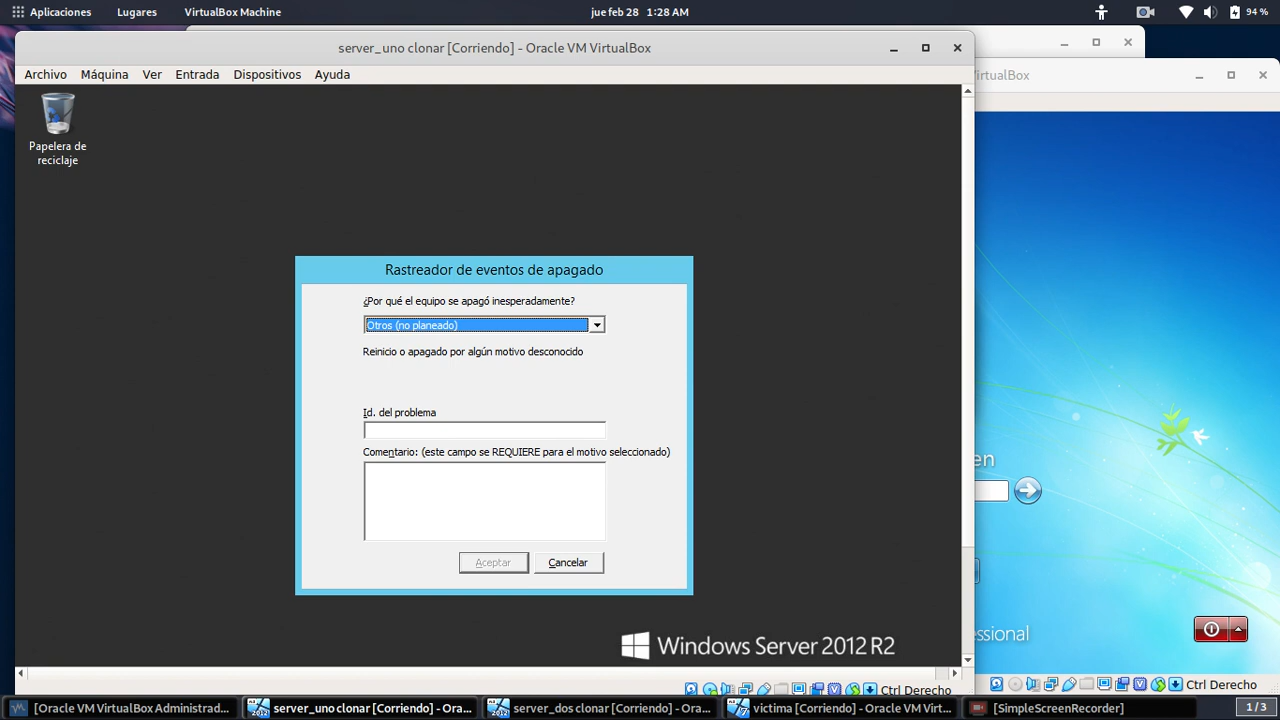 Aplicaciones Lugares VirtualBox Machine jue feb 28 1:28 AM 94 %
server_uno clonar [Corriendo] - Oracle VM VirtualBox
irtualBox
Archivo Máquina Ver Entrada Dispositivos Ayuda
Papelera de
reciclaje
Rastreador de eventos de apagado
¿Por qué el equipo se apagó inesperadamente?
Otros (no planeado)
Reinicio o apagado por algún motivo desconocido
Id. del problema
Comentario: (este campo se REQUIERE para el motivo seleccionado)
en
Aceptar Cancelar
Windows Server 2012 R2
essional
Ctrl Derecho
Ctrl Derecho
[Oracle VM VirtualBox Administrad... server_uno clonar [Corriendo] - Ora... server_dos clonar [Corriendo] - Ora... victima [Corriendo] - Oracle VM Virt... [SimpleScreenRecorder] 1/3